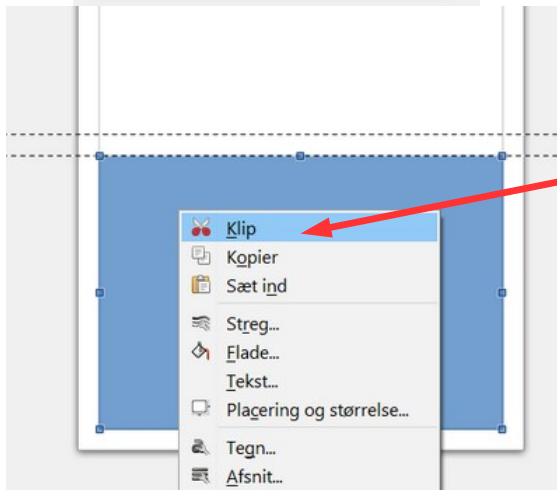 Klip
Kopier
Sæt ind
Streg...
Flade...
Tekst...
Placering og størrelse...
Tegn...
Afsnit...